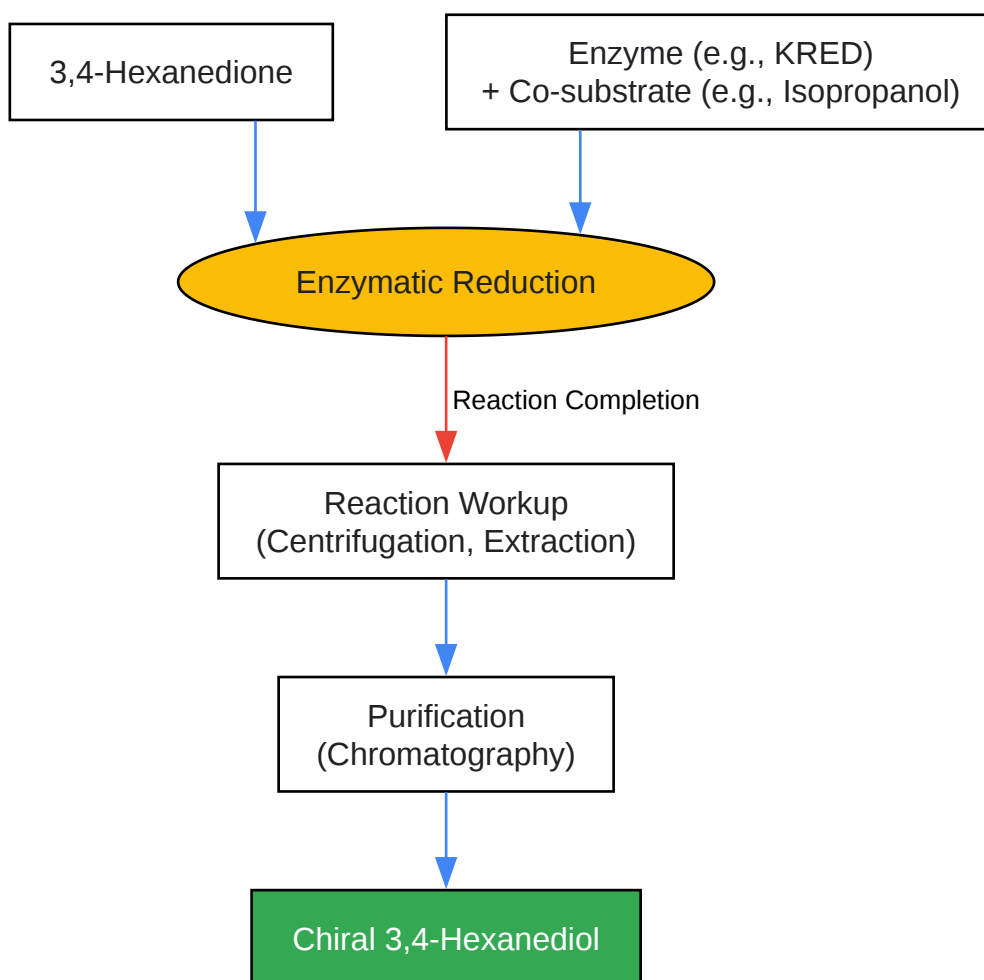 3,4-Hexanedione
Enzyme (e.g., KRED)
+ Co-substrate (e.g., Isopropanol)
Enzymatic Reduction
Reaction Completion
Reaction Workup
(Centrifugation, Extraction)
Purification
(Chromatography)
Chiral 3,4-Hexanediol